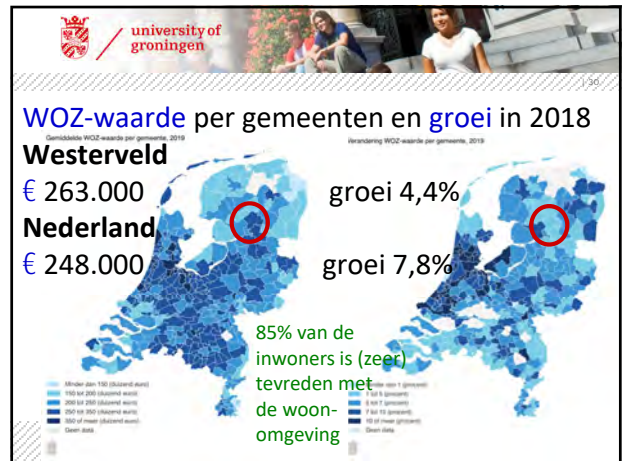 university of
groningen
| 30
WOZ-waarde per gemeenten en groei in 2018
Gemiddelde WOZ-waarde per gemeente, 2019
Verandering WOZ-waarde per gemeente, 2019
Westerveld
€ 263.000
groei 4,4%
Nederland
€ 248.000
groei 7,8%
85% van de
inwoners is (zeer)
tevreden met
de woon-
omgeving
Minder dan 150 (duizend euro)
150 tot 200 (duizend euro)
200 tot 250 (duizend euro)
250 tot 350 (duizend euro)
350 of meer (duizend euro)
Geen data
Minder dan 1 (procent)
1 tot 5 (procent)
5 tot 7 (procent)
7 tot 10 (procent)
10 of meer (procent)
Geen data